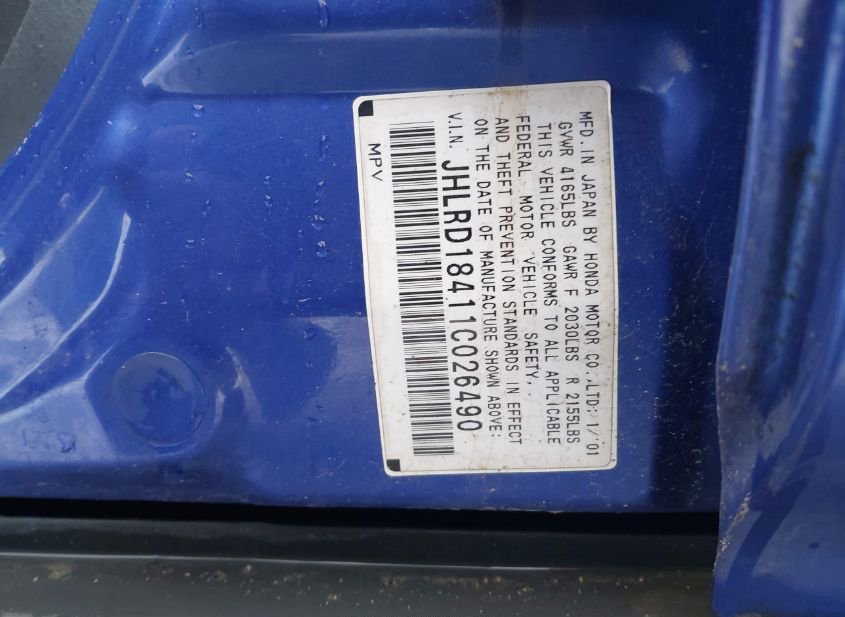 MFD. IN JAPAN BY HONDA MOTOR CO.,LTD; 1/'01
GVWR 4165LBS GAWR F 2030LBS R 2155LBS
THIS VEHICLE CONFORMS TO ALL APPLICABLE
FEDERAL MOTOR VEHICLE SAFETY,
AND THEFT PREVENTION STANDARDS IN EFFECT
ON THE DATE OF MANUFACTURE SHOWN ABOVE:
V.I.N. JHLRD18411C026490
MPV